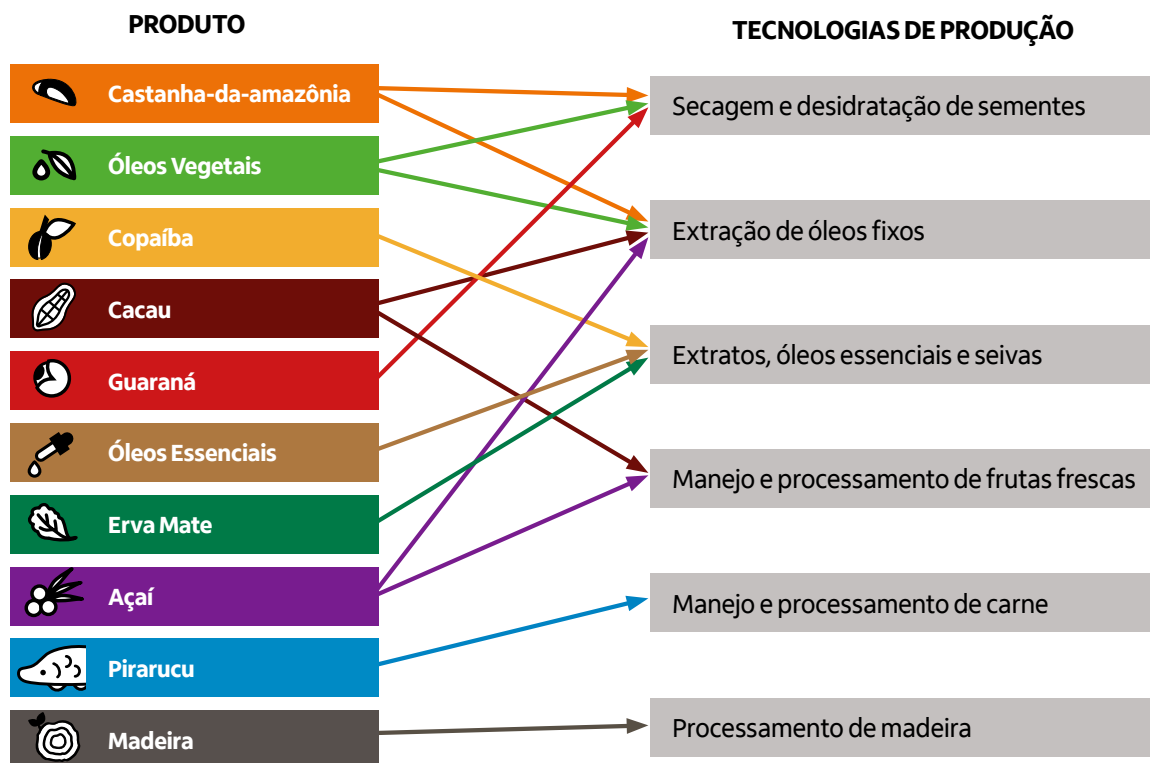 PRODUTO
Castanha-da-amazônia
Óleos Vegetais
Copaíba
Cacau
Guaraná
Óleos Essenciais
Erva Mate
Açaí
Pirarucu
Madeira
TECNOLOGIAS DE PRODUÇÃO
Secagem e desidratação de sementes
Extração de óleos fixos
Extratos, óleos essenciais e seivas
Manejo e processamento de frutas frescas
Manejo e processamento de carne
Processamento de madeira